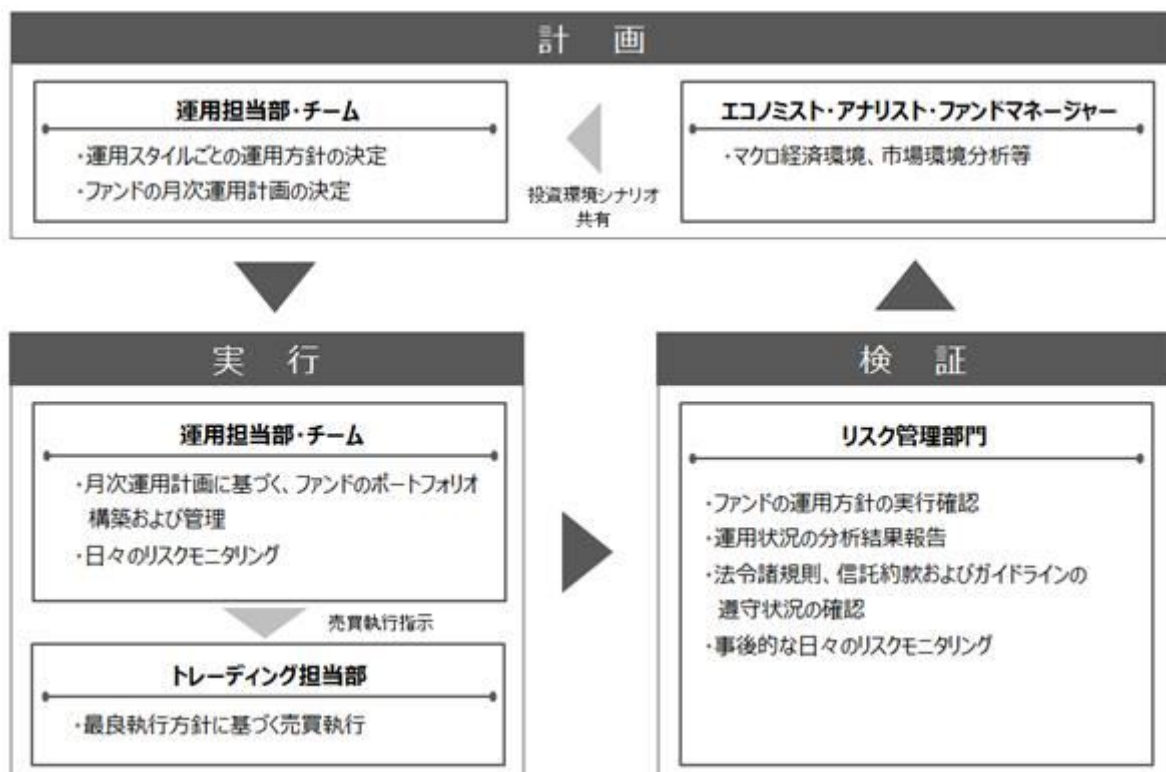 計 画
運用担当部・チーム
・運用スタイルごとの運用方針の決定
・ファンドの月次運用計画の決定
投資環境シナリオ
共有
エコノミスト・アナリスト・ファンドマネージャー
・マクロ経済環境、市場環境分析等
実 行
運用担当部・チーム
・月次運用計画に基づく、ファンドのポートフォリオ
構築および管理
・日々のリスクモニタリング
売買執行指示
トレーディング担当部
・最良執行方針に基づく売買執行
検 証
リスク管理部門
・ファンドの運用方針の実行確認
・運用状況の分析結果報告
・法令諸規則、信託約款およびガイドラインの
遵守状況の確認
・事後的な日々のリスクモニタリング